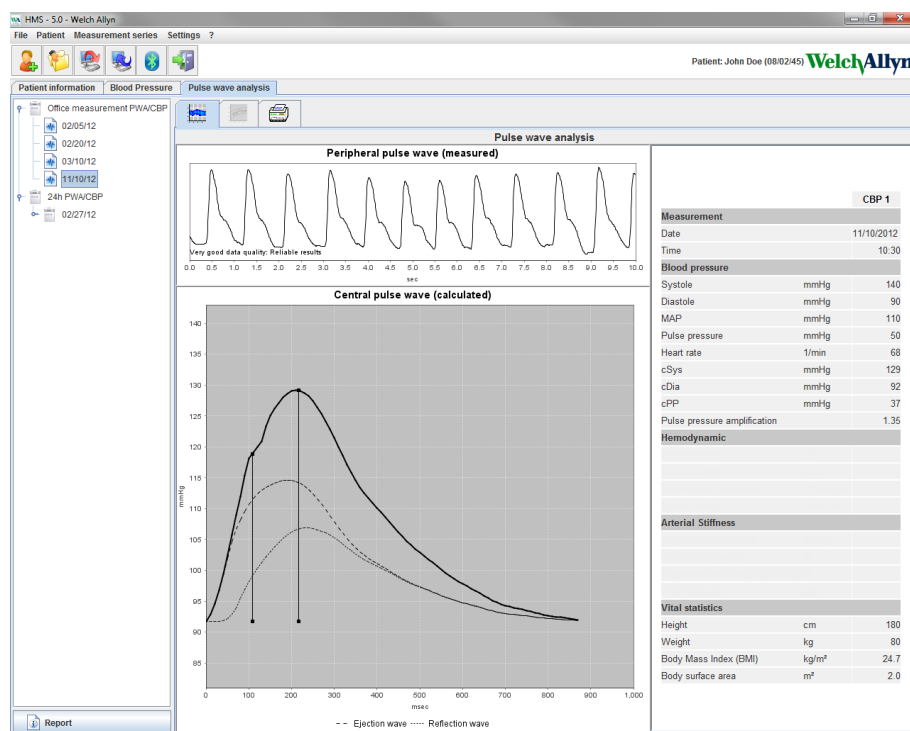 HMS - 5.0 - Welch Allyn
File Patient Measurement series Settings ?
Patient: John Doe (08/02/45) WelchAllyn
Patient information Blood Pressure Pulse wave analysis
Office measurement PWA/CBP
02/05/12
02/20/12
03/10/12
11/10/12
24h PWA/CBP
02/27/12
Report
Pulse wave analysis
Peripheral pulse wave (measured)
Very good data quality: Reliable results
0.0 0.5 1.0 1.5 2.0 2.5 3.0 3.5 4.0 4.5 5.0 5.5 6.0 6.5 7.0 7.5 8.0 8.5 9.0 9.5 10.0
sec
Central pulse wave (calculated)
140
135
130
125
120
115
110
105
100
95
90
85
mmHg
0 100 200 300 400 500 600 700 800 900 1,000
msec
Ejection wave Reflection wave
CBP 1
Measurement
Date 11/10/2012
Time 10:30
Blood pressure
Systole mmHg 140
Diastole mmHg 90
MAP mmHg 110
Pulse pressure mmHg 50
Heart rate 1/min 68
cSys mmHg 129
cDia mmHg 92
cPP mmHg 37
Pulse pressure amplification 1.35
Hemodynamic
Arterial Stiffness
Vital statistics
Height cm 180
Weight kg 80
Body Mass Index (BMI) kg/m² 24.7
Body surface area m² 2.0